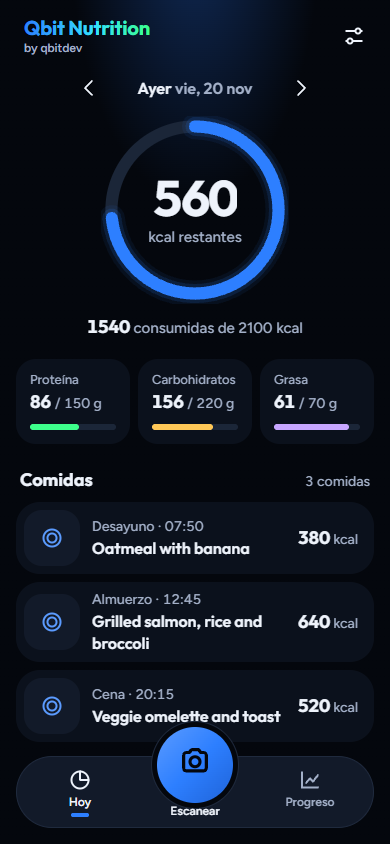 Qbit Nutrition
by qbitdev
Ayer vie, 20 nov
560
kcal restantes
1540 consumidas de 2100 kcal
Proteína
86 / 150 g
Carbohidratos
156 / 220 g
Grasa
61 / 70 g
Comidas
3 comidas
Desayuno · 07:50
Oatmeal with banana
380 kcal
Almuerzo · 12:45
Grilled salmon, rice and
broccoli
640 kcal
Cena · 20:15
Veggie omelette and toast
520 kcal
Hoy
Escanear
Progreso